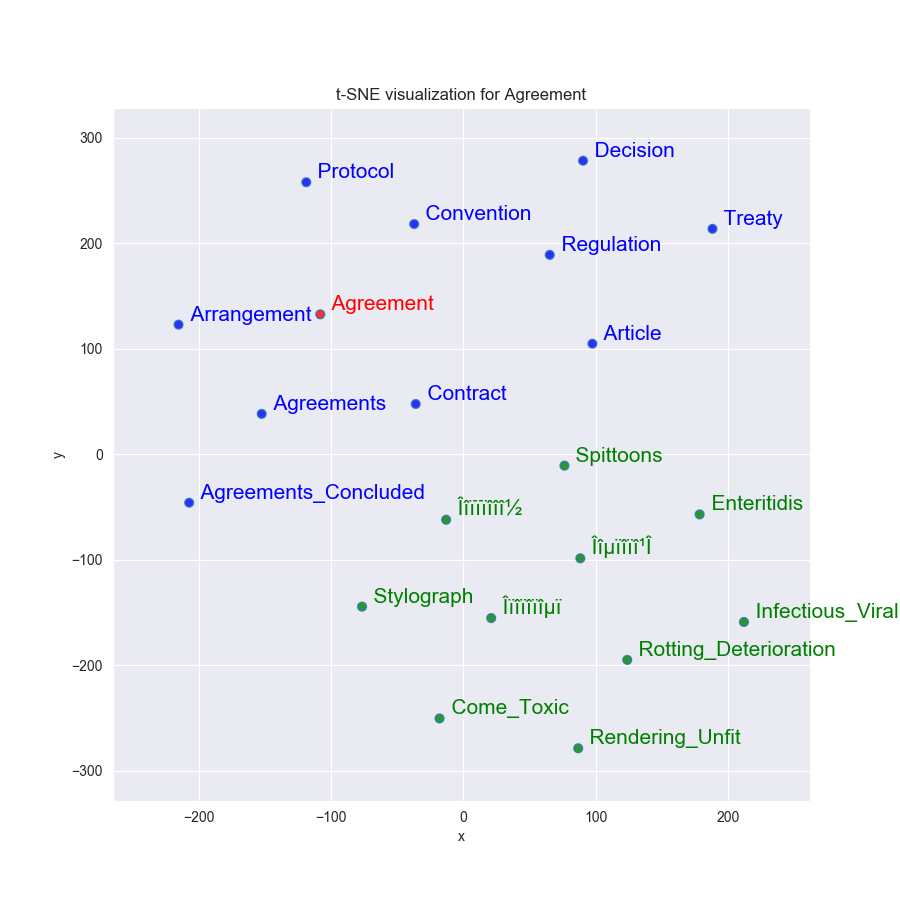 t-SNE visualization for Agreement
300
Decision
Protocol
Convention
Treaty
200
Regulation
Agreement
Arrangement
Article
100
Contract
Agreements
0
Spittoons
y
Agreements_Concluded
Enteritidis
−100
Stylograph
Infectious_Viral
Rotting_Deterioration
−200
Come_Toxic
Rendering_Unfit
−300
−200 −100 0 100 200
x